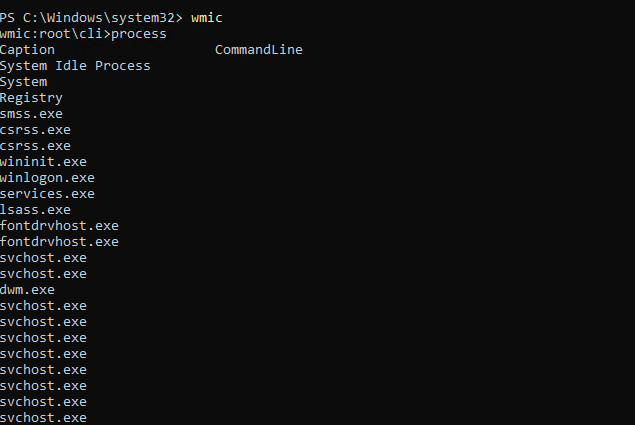 PS C:\Windows\system32> wmic
wmic:root\cli>process
Caption CommandLine
System Idle Process
System
Registry
smss.exe
csrss.exe
csrss.exe
wininit.exe
winlogon.exe
services.exe
lsass.exe
fontdrvhost.exe
fontdrvhost.exe
svchost.exe
svchost.exe
dwm.exe
svchost.exe
svchost.exe
svchost.exe
svchost.exe
svchost.exe
svchost.exe
svchost.exe
svchost.exe